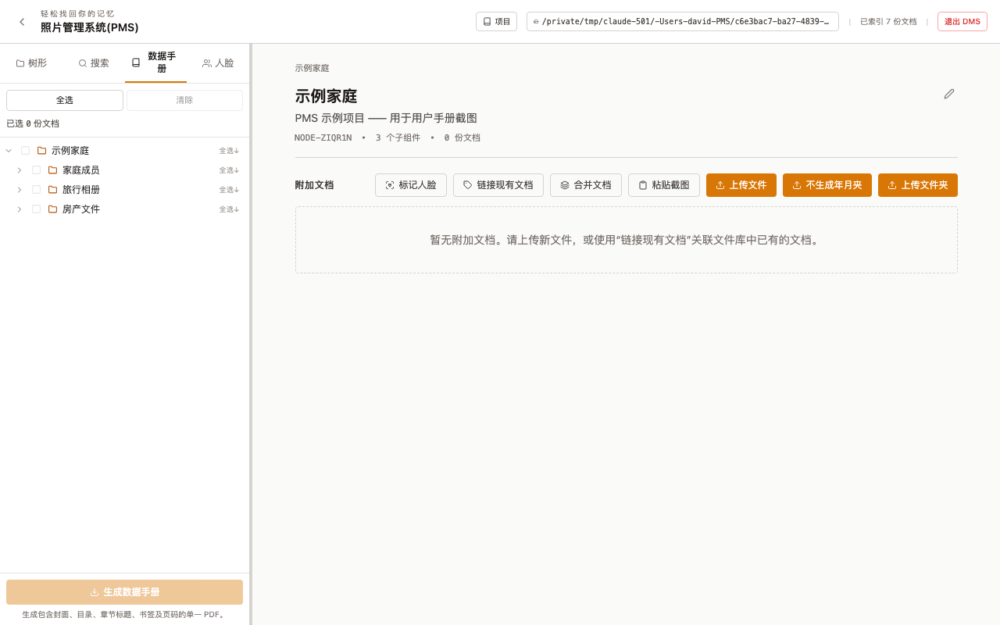 轻松找回你的记忆
照片管理系统(PMS)
项目
/private/tmp/claude-501/-Users-david-PMS/c6e3bac7-ba27-4839-…
已索引 7 份文档
退出 DMS
树形
搜索
数据手册
人脸
全选
清除
已选 0 份文档
示例家庭
全选↓
家庭成员
全选↓
旅行相册
全选↓
房产文件
全选↓
生成数据手册
生成包含封面、目录、章节标题、书签及页码的单一 PDF。
示例家庭
示例家庭
PMS 示例项目 —— 用于用户手册截图
NODE-ZIQR1N • 3 个子组件 • 0 份文档
附加文档
标记人脸
链接现有文档
合并文档
粘贴截图
上传文件
不生成年月夹
上传文件夹
暂无附加文档。请上传新文件，或使用“链接现有文档”关联文件库中已有的文档。